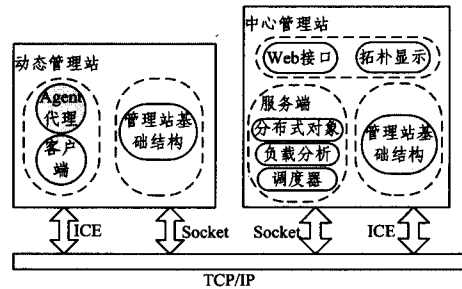 中心管理站
Web接口
拓朴显示
动态管理站
Agent
代理
客户
端
管理站基
础结构
服务端
分布式对象
负载分析
调度器
管理站基
础结构
ICE
Socket
Socket
ICE
TCP/IP